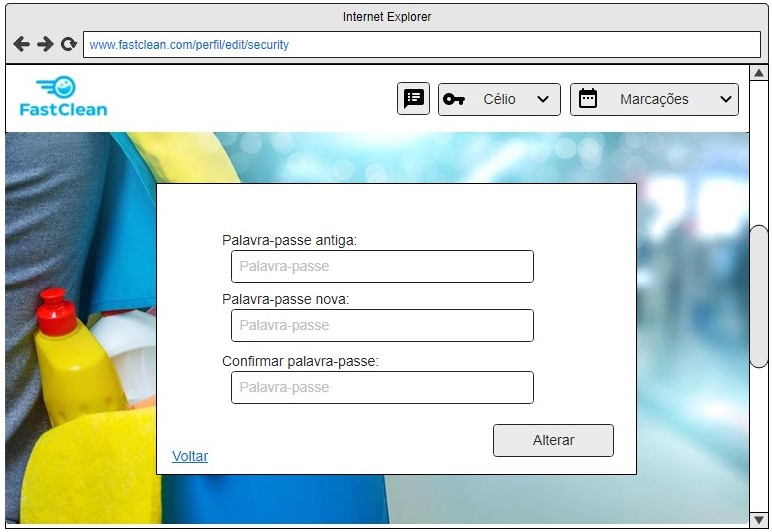 Internet Explorer
www.fastclean.com/perfil/edit/security
FastClean
Célio
Marcações
Palavra-passe antiga:
Palavra-passe
Palavra-passe nova:
Palavra-passe
Confirmar palavra-passe:
Palavra-passe
Alterar
Voltar